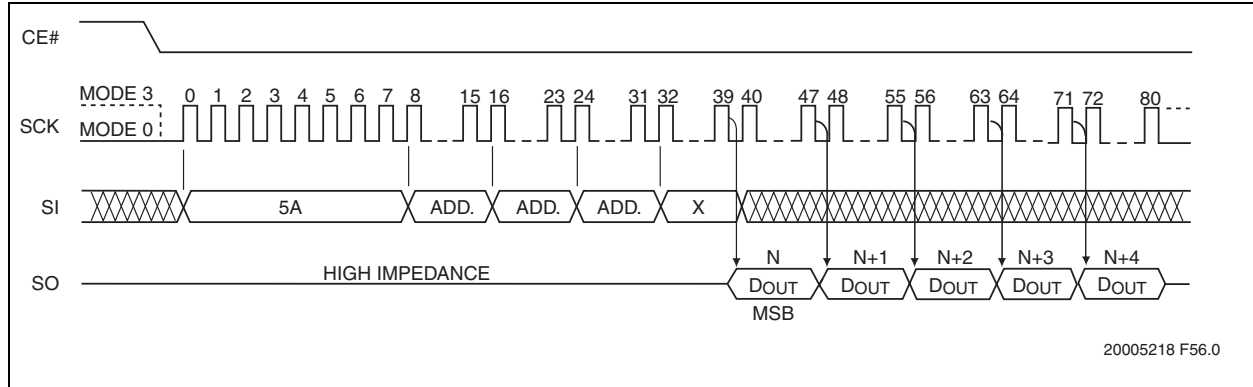 CE#
MODE 3
0 1 2 3 4 5 6 7 8 15 16 23 24 31 32 39 40 47 48 55 56 63 64 71 72 80
SCK
MODE 0
SI
5A ADD. ADD. ADD. X
N N+1 N+2 N+3 N+4
HIGH IMPEDANCE
SO
DOUT DOUT DOUT DOUT DOUT
MSB
20005218 F56.0